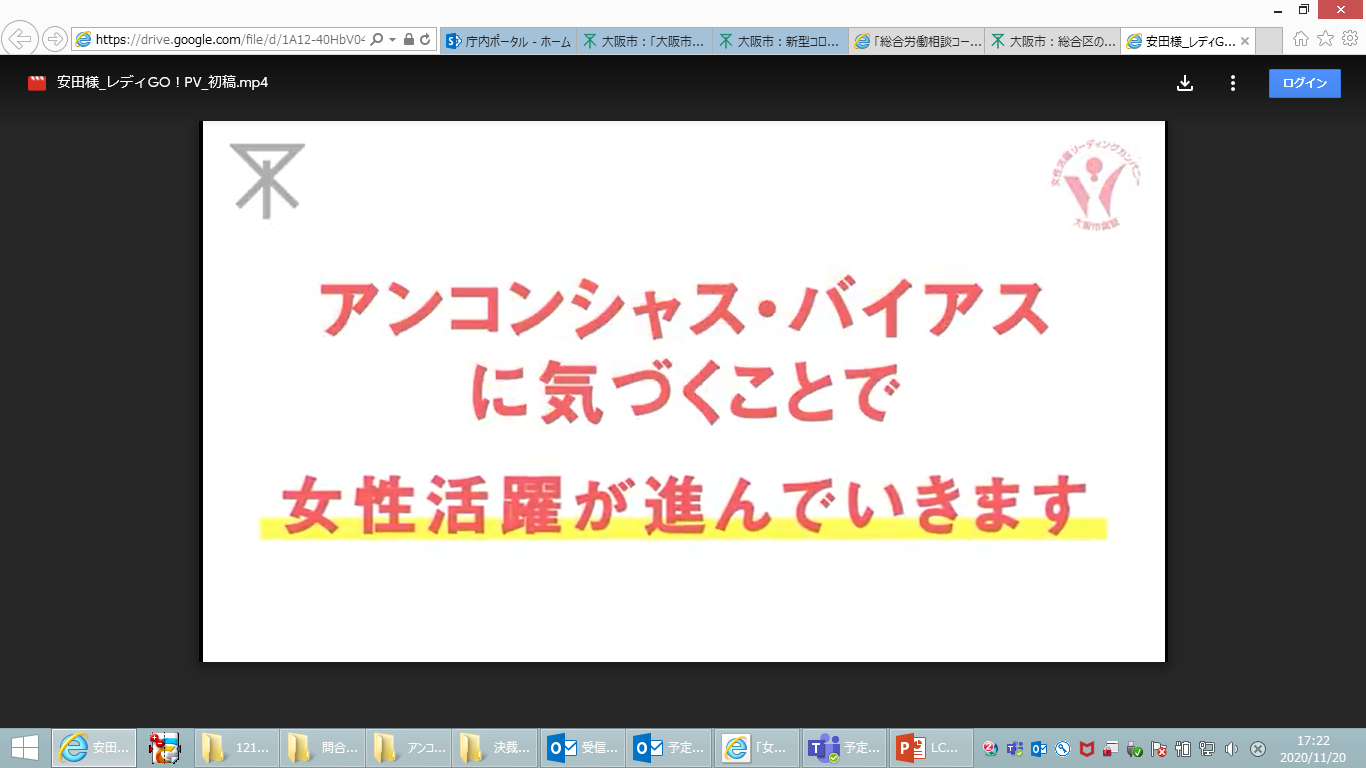 https://drive.google.com/file/d/1A12-40HbV04
庁内ポータル - ホーム
大阪市：「大阪市...
大阪市：新型コロ...
「総合労働相談コー...
大阪市：総合区の...
安田様_レディG...
安田様_レディGO！PV_初稿.mp4
ログイン
女性活躍リーディングカンパニー
大阪市認証
アンコンシャス・バイアス
に気づくことで
女性活躍が進んでいきます
安田...
121...
問合...
アンコ...
決裁...
受信...
予定...
「女...
予定...
LC...
17:22
2020/11/20